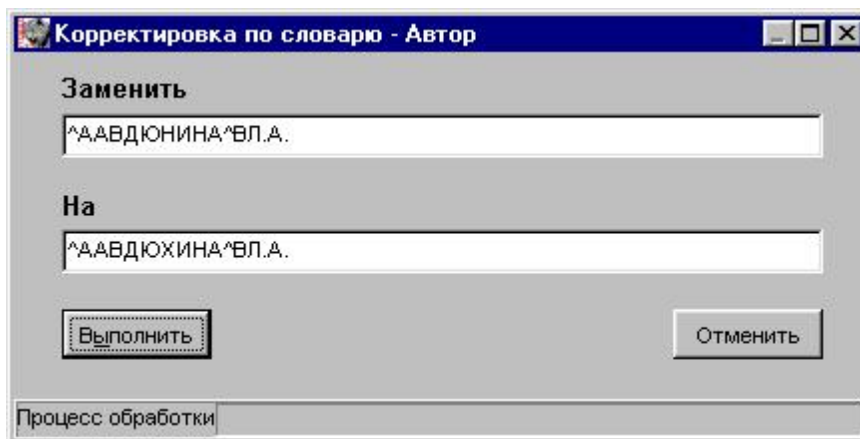 Корректировка по словарю - Автор
Заменить
^ААВДЮНИНА^ВЛ.А.
На
^ААВДЮХИНА^ВЛ.А.
Выполнить Отменить
Процесс обработки